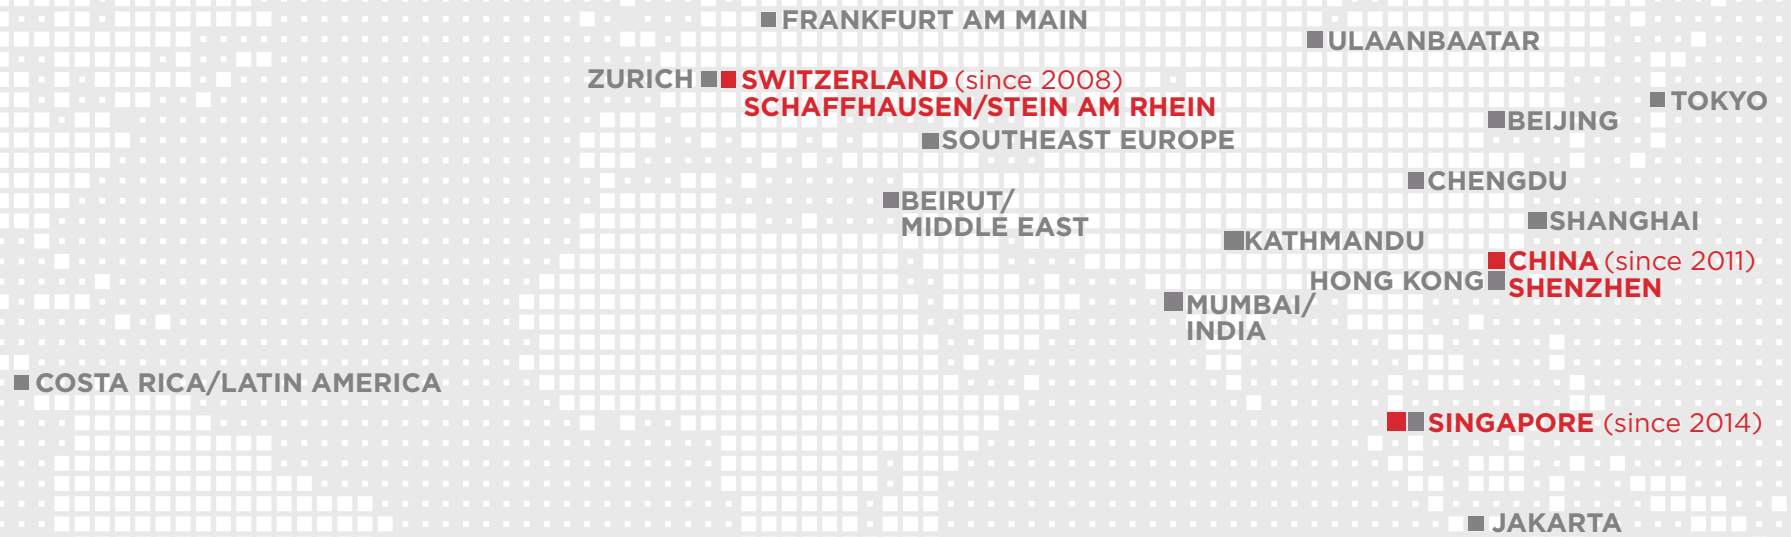 FRANKFURT AM MAIN
ULAANBAATAR
ZURICH
SWITZERLAND (since 2008)
SCHAFFHAUSEN/STEIN AM RHEIN
TOKYO
BEIJING
SOUTHEAST EUROPE
CHENGDU
BEIRUT/
MIDDLE EAST
SHANGHAI
KATHMANDU
CHINA (since 2011)
SHENZHEN
HONG KONG
MUMBAI/
INDIA
COSTA RICA/LATIN AMERICA
SINGAPORE (since 2014)
JAKARTA